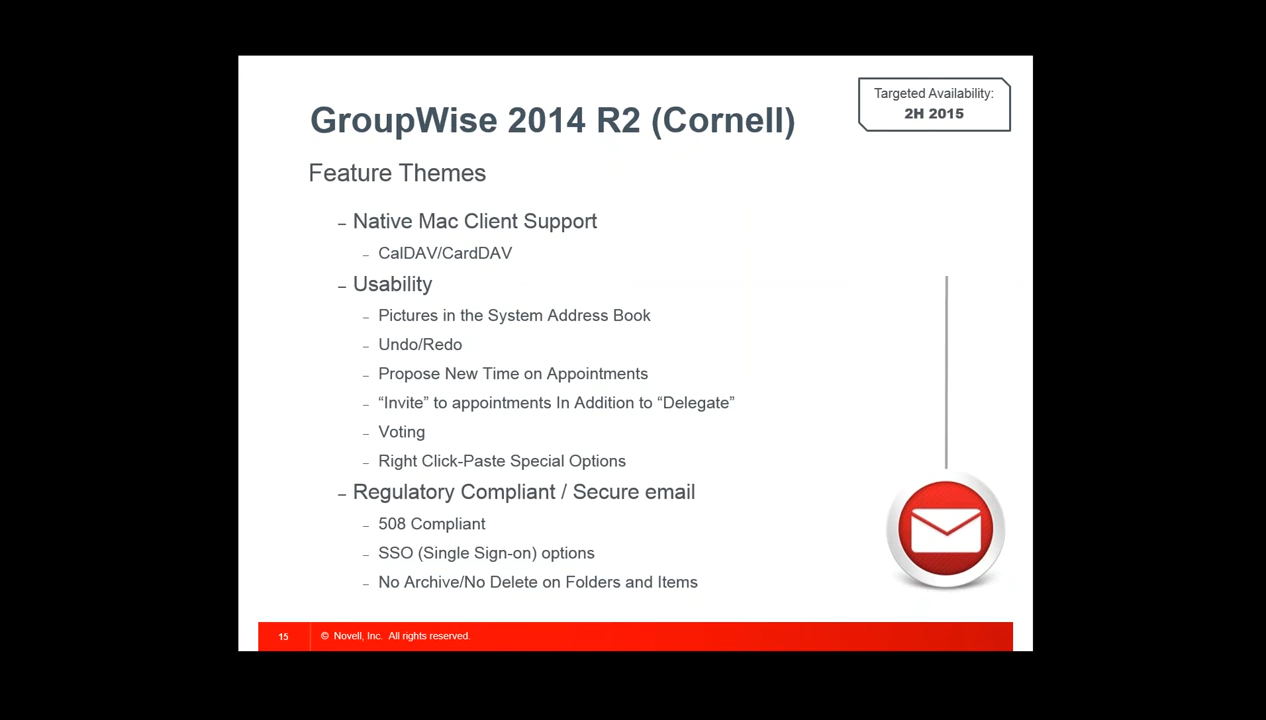 Targeted Availability:
2H 2015
GroupWise 2014 R2 (Cornell)
Feature Themes
– Native Mac Client Support
– CalDAV/CardDAV
– Usability
– Pictures in the System Address Book
– Undo/Redo
– Propose New Time on Appointments
– “Invite” to appointments In Addition to “Delegate”
– Voting
– Right Click-Paste Special Options
– Regulatory Compliant / Secure email
– 508 Compliant
– SSO (Single Sign-on) options
– No Archive/No Delete on Folders and Items
15 © Novell, Inc. All rights reserved.